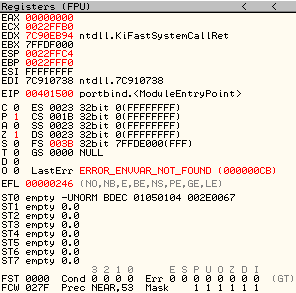 Registers (FPU) < <
EAX 00000000
ECX 0022FFB0
EDX 7C90EB94 ntdll.KiFastSystemCallRet
EBX 7FFDF000
ESP 0022FFC4
EBP 0022FFF0
ESI FFFFFFFF
EDI 7C910738 ntdll.7C910738
EIP 00401500 portbind.<ModuleEntryPoint>
C 0 ES 0023 32bit 0(FFFFFFFF)
P 1 CS 001B 32bit 0(FFFFFFFF)
A 0 SS 0023 32bit 0(FFFFFFFF)
Z 1 DS 0023 32bit 0(FFFFFFFF)
S 0 FS 003B 32bit 7FFDE000(FFF)
T 0 GS 0000 NULL
D 0
O 0 LastErr ERROR_ENVVAR_NOT_FOUND (000000CB)
EFL 00000246 (NO,NB,E,BE,NS,PE,GE,LE)
ST0 empty -UNORM BDEC 01050104 002E0067
ST1 empty 0.0
ST2 empty 0.0
ST3 empty 0.0
ST4 empty 0.0
ST5 empty 0.0
ST6 empty 0.0
ST7 empty 0.0
3 2 1 0 E S P U O Z D I
FST 0000 Cond 0 0 0 0 Err 0 0 0 0 0 0 0 0 (GT)
FCW 027F Prec NEAR,53 Mask 1 1 1 1 1 1